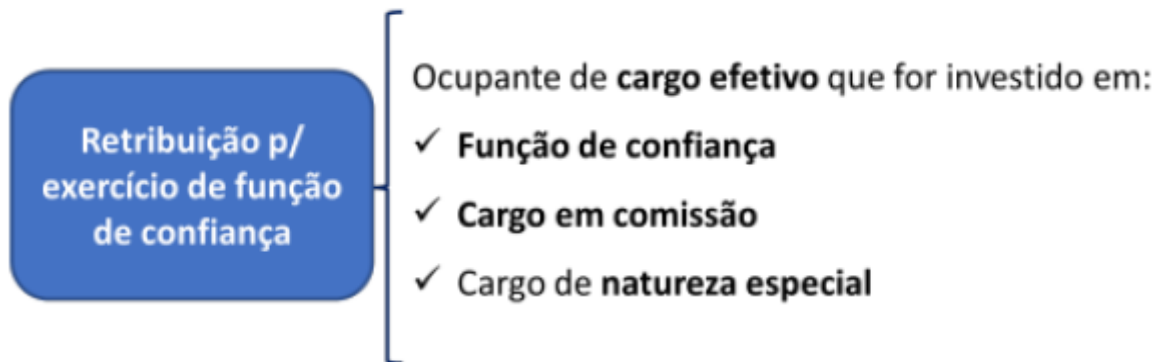 Retribuição p/
exercício de função
de confiança
Ocupante de cargo efetivo que for investido em:
✓ Função de confiança
✓ Cargo em comissão
✓ Cargo de natureza especial